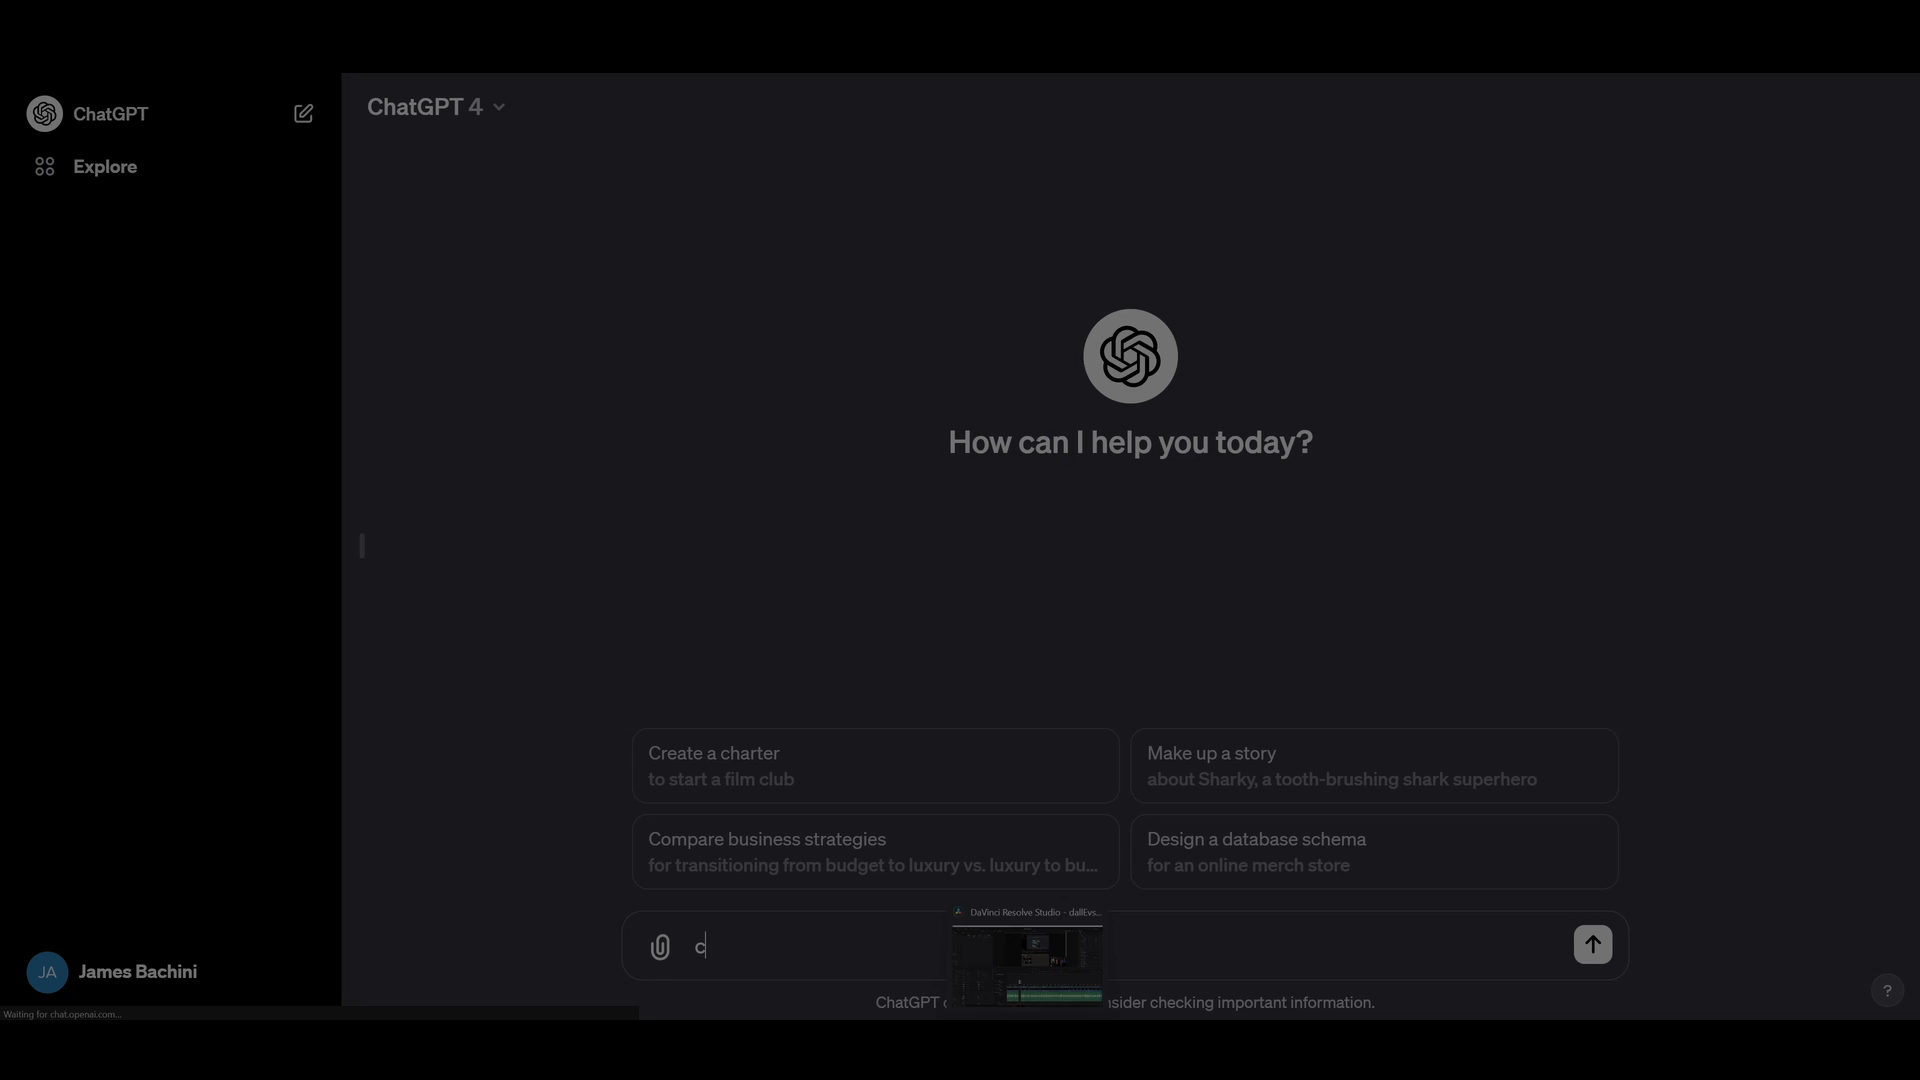 ChatGPT
Explore
ChatGPT 4
How can I help you today?
Create a charter
to start a film club
Make up a story
about Sharky, a tooth-brushing shark superhero
Compare business strategies
for transitioning from budget to luxury vs. luxury to bu...
Design a database schema
for an online merch store
DaVinci Resolve Studio - dallEvs...
c
JA
James Bachini
ChatGPT c
nsider checking important information.
?
Waiting for chat.openai.com...